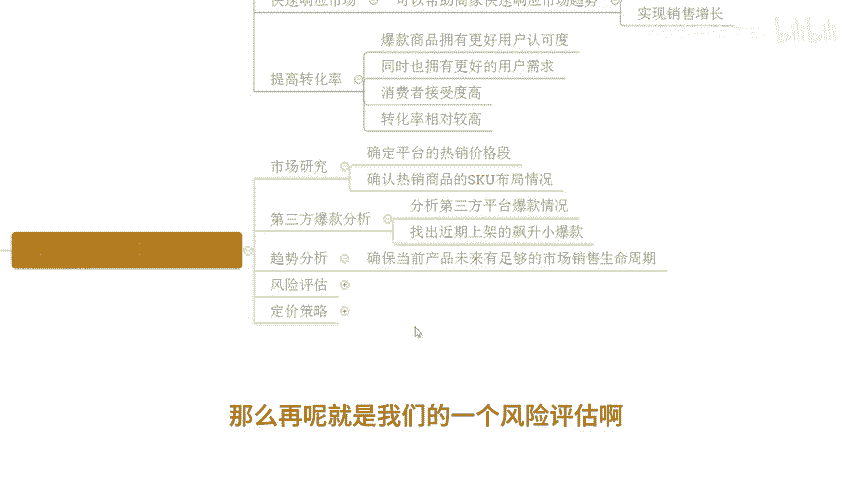 快速响应市场
可以帮助商家快速响应市场趋势
实现销售增长
bilibili
爆款商品拥有更好用户认可度
同时也拥有更好的用户需求
提高转化率
消费者接受度高
转化率相对较高
确定平台的热销价格段
市场研究
确认热销商品的SKU布局情况
分析第三方平台爆款情况
第三方爆款分析
找出近期上架的飙升小爆款
趋势分析
确保当前产品未来有足够的市场销售生命周期
风险评估
定价策略
那么再呢就是我们的一个风险评估啊